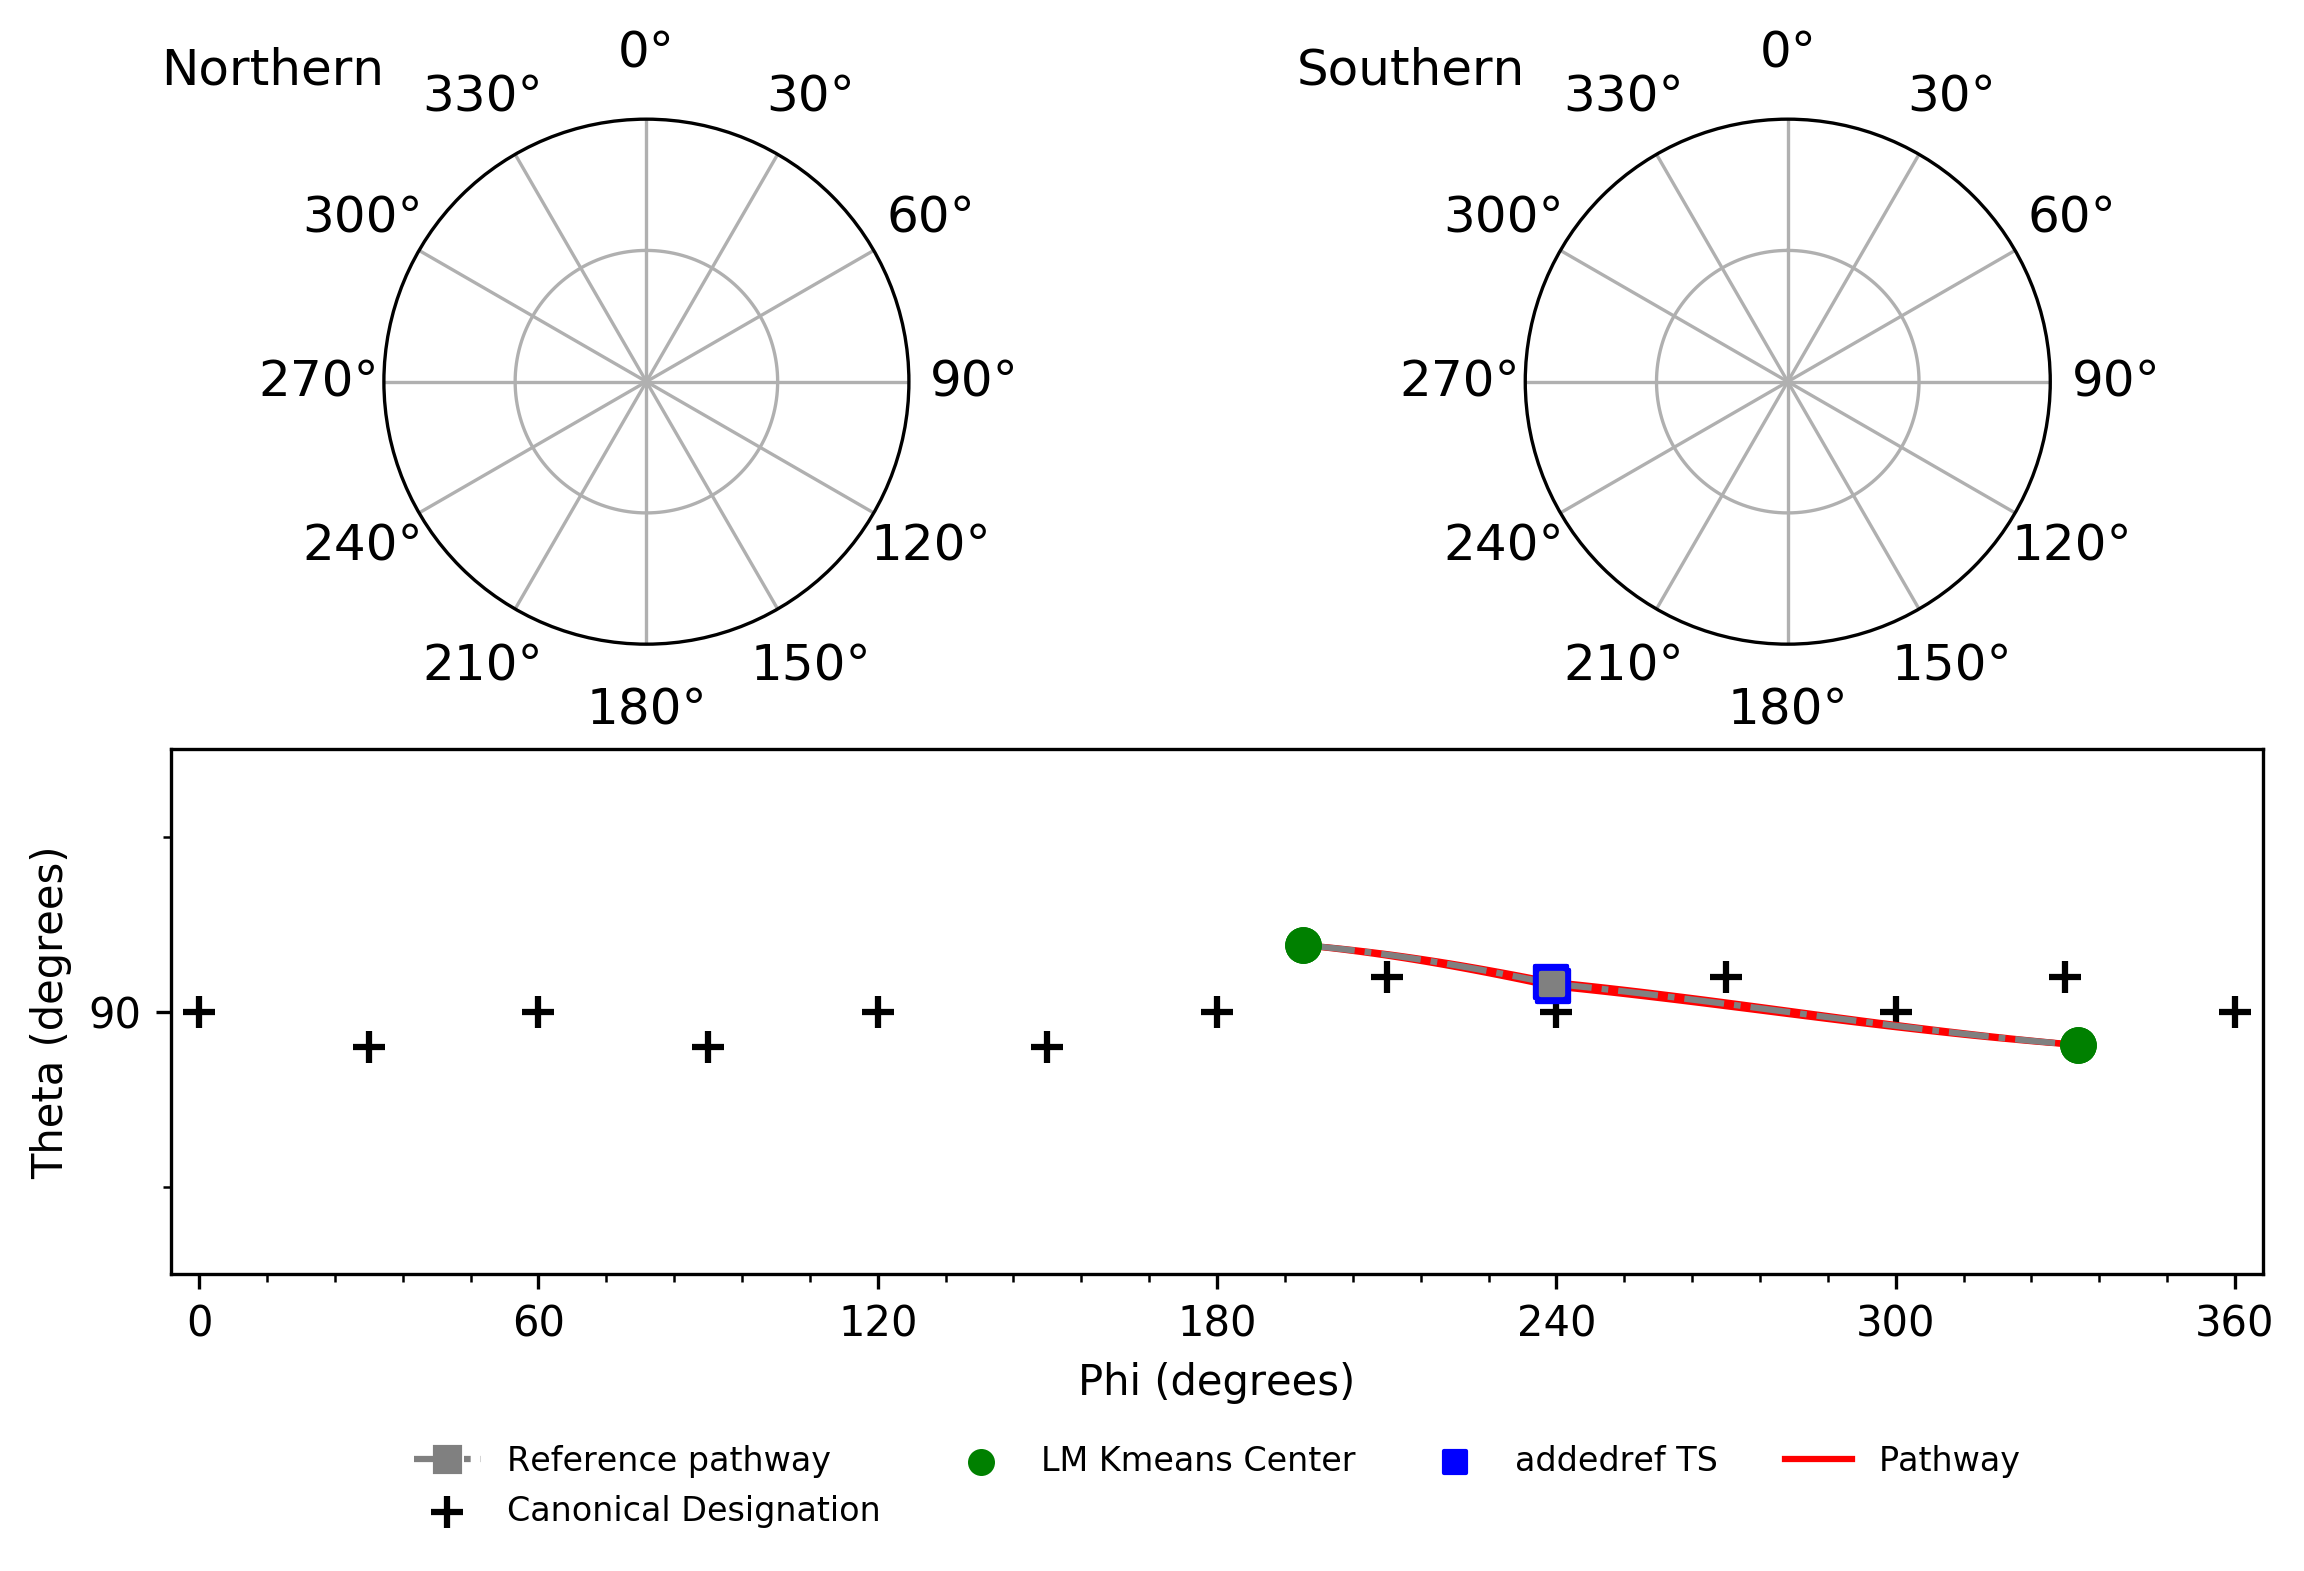 Northern
0°
330°
30°
300°
60°
270°
90°
240°
120°
210°
150°
180°
Southern
0°
330°
30°
300°
60°
270°
90°
240°
120°
210°
150°
180°
Theta (degrees)
90
0 60 120 180 240 300 360
Phi (degrees)
Reference pathway
Canonical Designation
LM Kmeans Center
addedref TS
Pathway